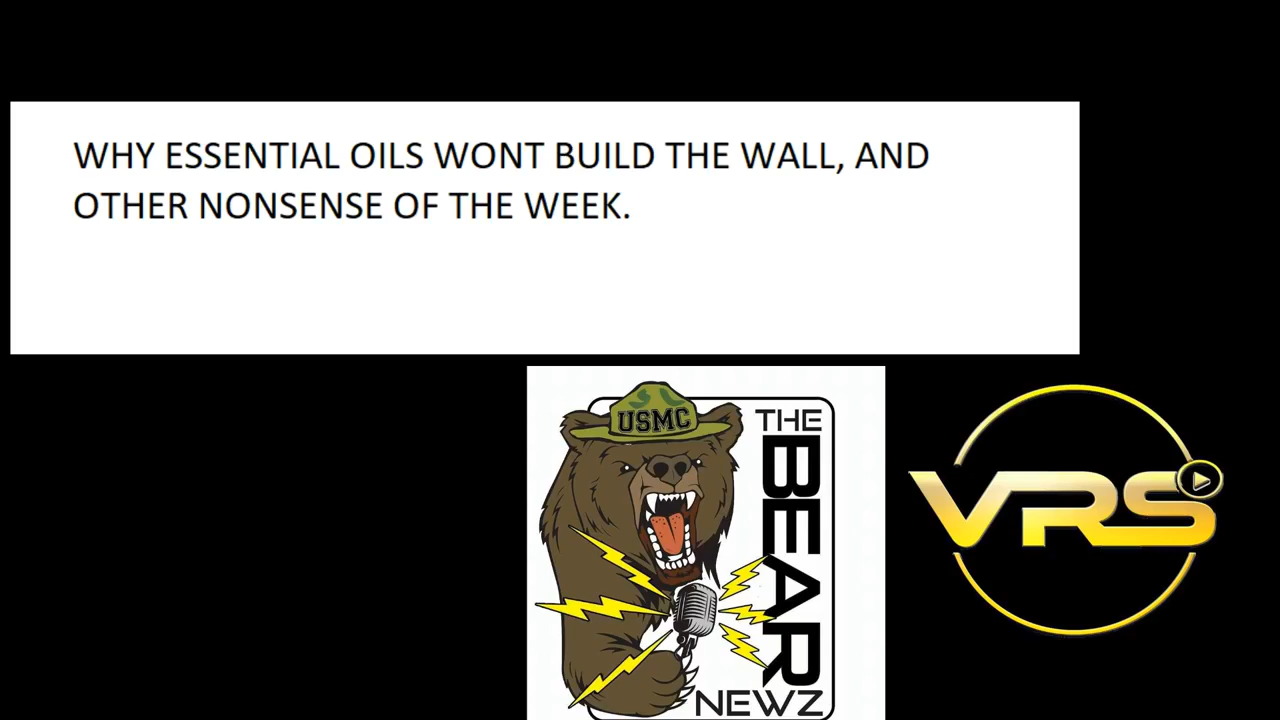 WHY ESSENTIAL OILS WONT BUILD THE WALL, AND
OTHER NONSENSE OF THE WEEK.
USMC
THE
BEAR
NEWZ
VRS